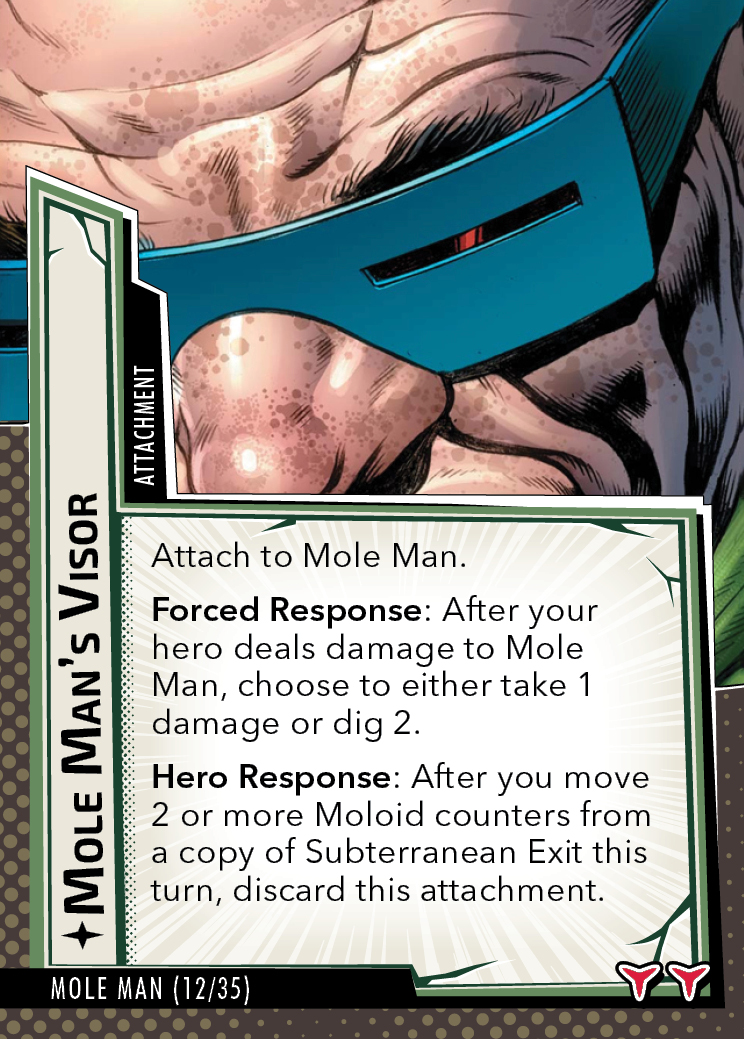 ATTACHMENT
✦Mole Man's Visor
Attach to Mole Man.
Forced Response: After your
hero deals damage to Mole
Man, choose to either take 1
damage or dig 2.
Hero Response: After you move
2 or more Moloid counters from
a copy of Subterranean Exit this
turn, discard this attachment.
MOLE MAN (12/35)